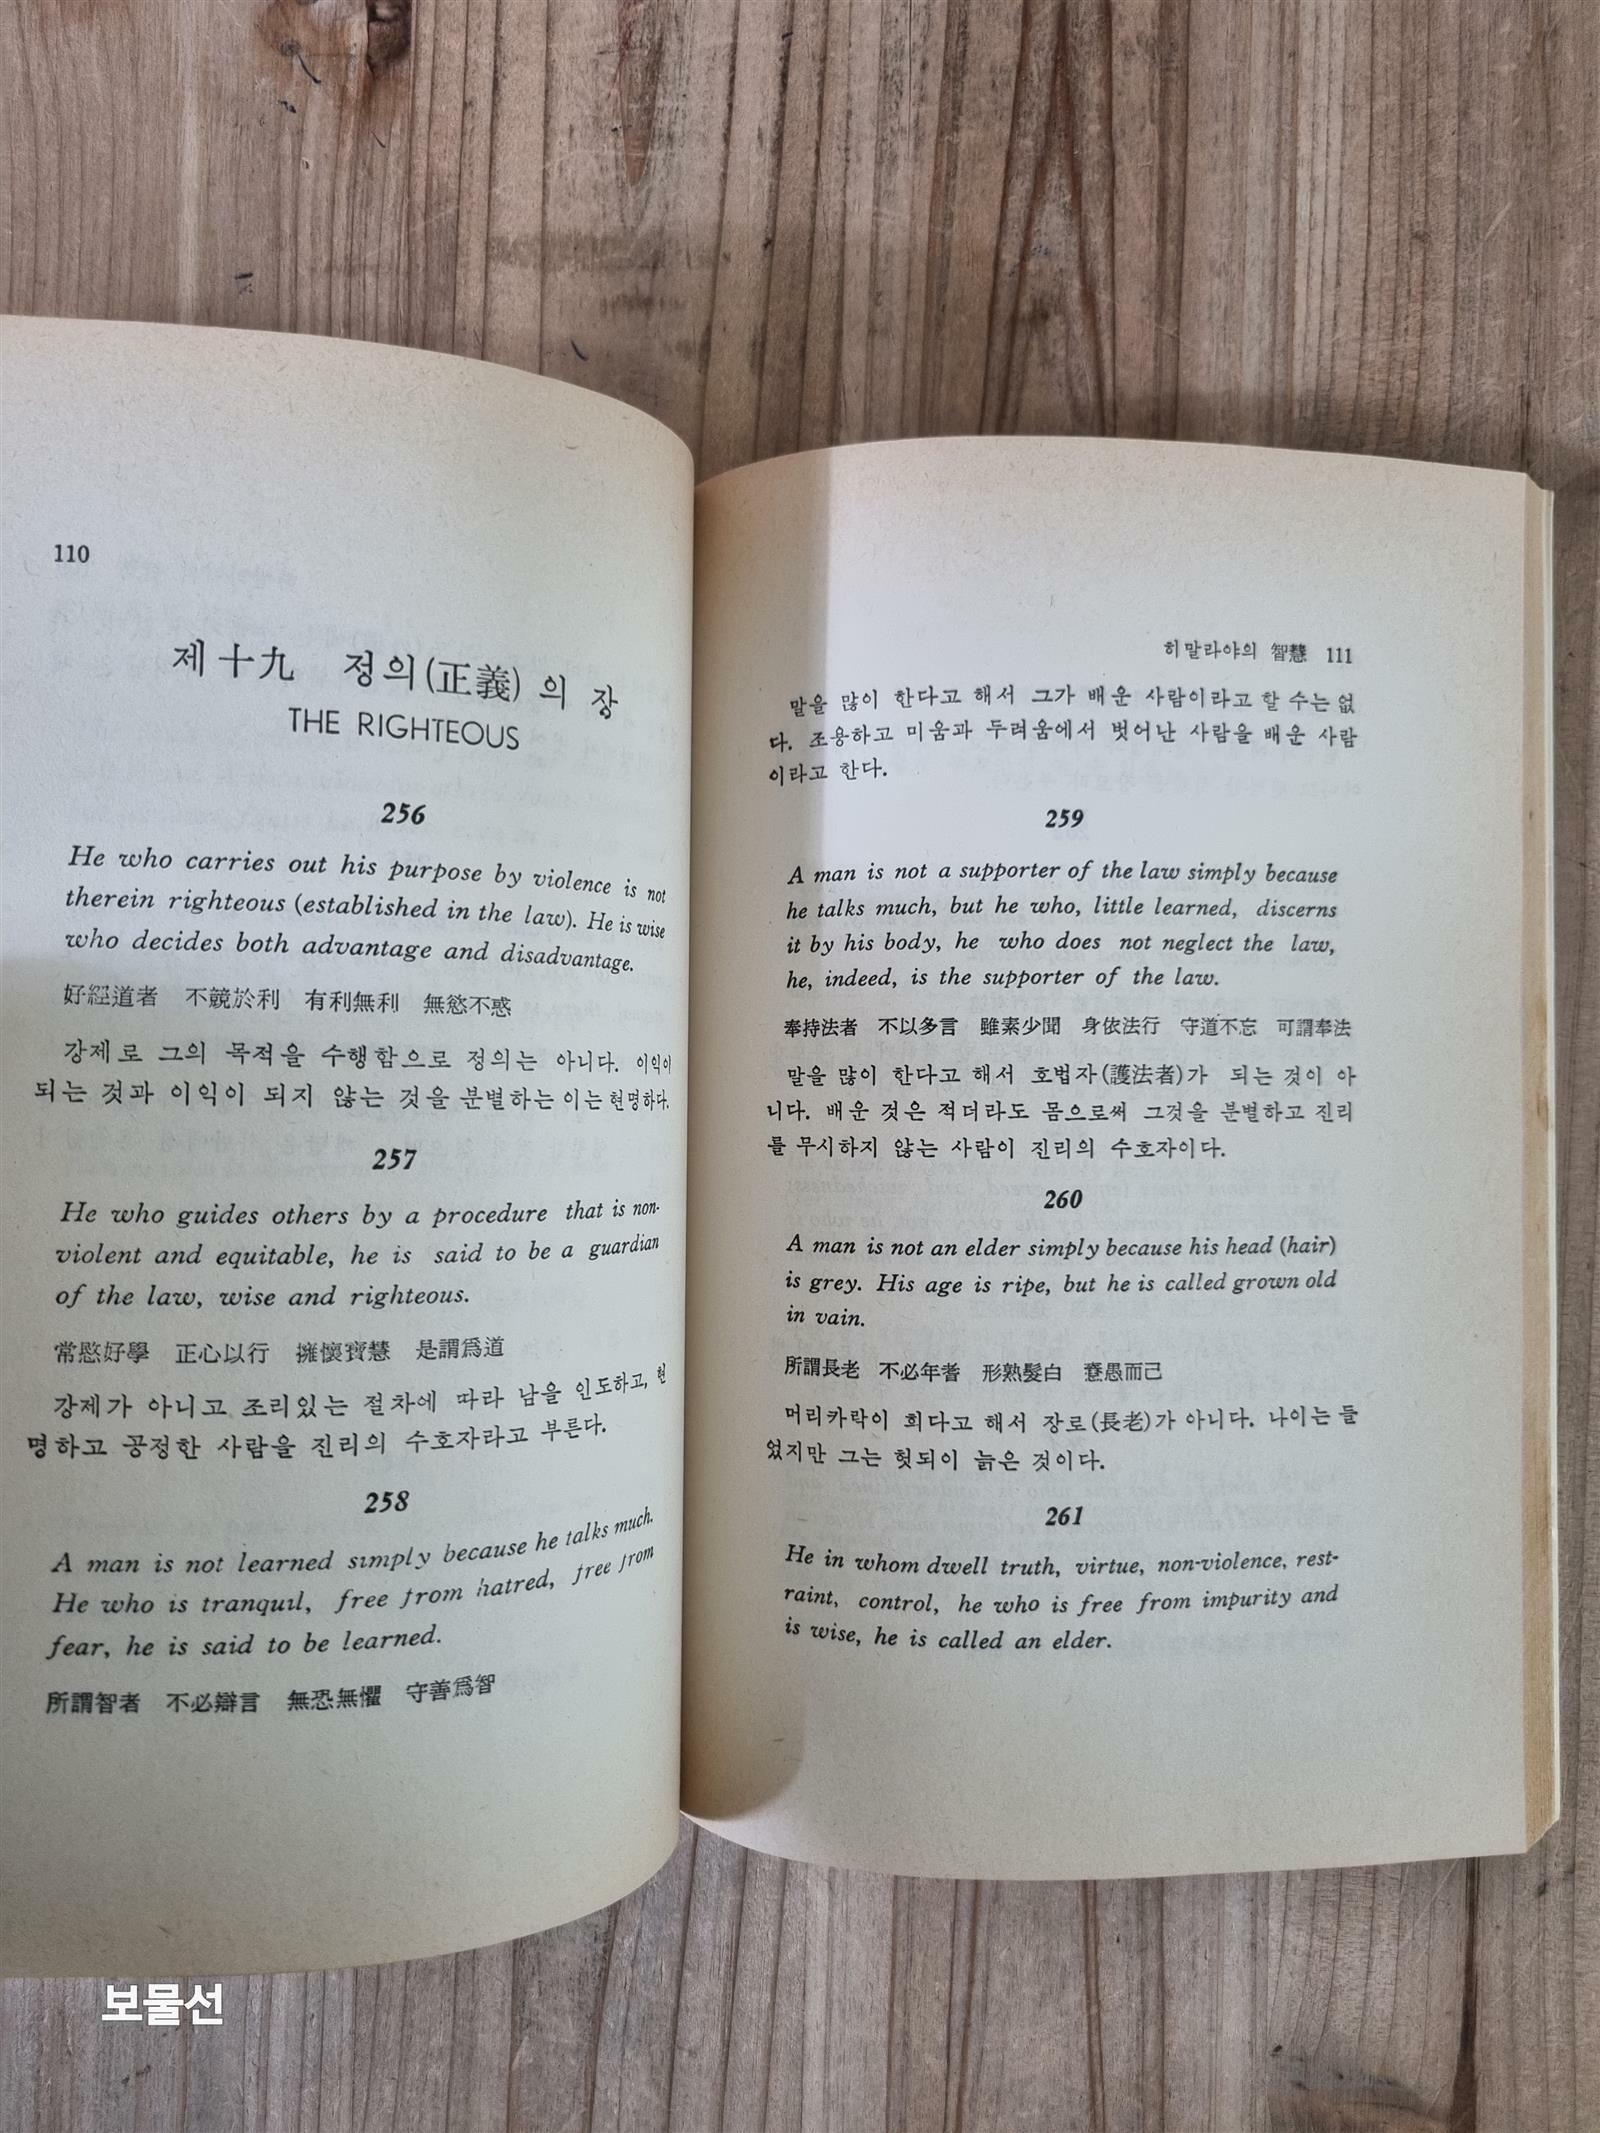 110
제十九 정의(正義)의 장
THE RIGHTEOUS
256
He who carries out his purpose by violence is not
therein righteous (established in the law). He is wise
who decides both advantage and disadvantage.
好經道者 不競於利 有利無利 無慾不惑
강제로 그의 목적을 수행함으로 정의는 아니다. 이익이
되는 것과 이익이 되지 않는 것을 분별하는 이는 현명하다.
257
He who guides others by a procedure that is non-
violent and equitable, he is said to be a guardian
of the law, wise and righteous.
常愍好學 正心以行 擁懷寶慧 是謂爲道
강제가 아니고 조리있는 절차에 따라 남을 인도하고, 현
명하고 공정한 사람을 진리의 수호자라고 부른다.
258
A man is not learned simply because he talks much.
He who is tranquil, free from hatred, free from
fear, he is said to be learned.
所謂智者 不必辯言 無恐無懼 守善爲智
히말라야의 智慧 111
말을 많이 한다고 해서 그가 배운 사람이라고 할 수는 없
다. 조용하고 미움과 두려움에서 벗어난 사람을 배운 사람
이라고 한다.
259
A man is not a supporter of the law simply because
he talks much, but he who, little learned, discerns
it by his body, he who does not neglect the law,
he, indeed, is the supporter of the law.
奉持法者 不以多言 雖素少聞 身依法行 守道不忘 可謂奉法
말을 많이 한다고 해서 호법자(護法者)가 되는 것이 아
니다. 배운 것은 적더라도 몸으로써 그것을 분별하고 진리
를 무시하지 않는 사람이 진리의 수호자이다.
260
A man is not an elder simply because his head (hair)
is grey. His age is ripe, but he is called grown old
in vain.
所謂長老 不必年耆 形熟髮白 惷愚而己
머리카락이 희다고 해서 장로(長老)가 아니다. 나이는 들
었지만 그는 헛되이 늙은 것이다.
261
He in whom dwell truth, virtue, non-violence, rest-
raint, control, he who is free from impurity and
is wise, he is called an elder.
보물선